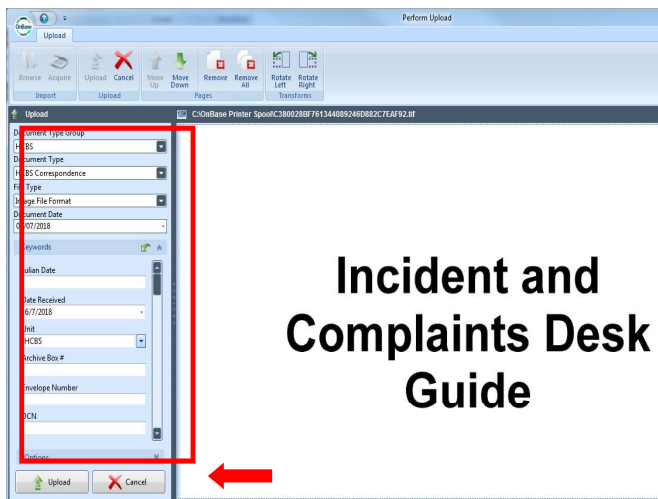 Perform Upload
OnBase
Upload
Browse Acquire Upload Cancel Move Up Move Down Remove Remove All Rotate Left Rotate Right
Import Upload Pages Transforms
Upload
C:\OnBase Printer Spool\C380028BF761344089246D882C7EAF92.tif
Document Type Group
HCBS
Document Type
HCBS Correspondence
File Type
Image File Format
Document Date
/07/2018
Keywords
Julian Date
Date Received
6/7/2018
Unit
HCBS
Archive Box #
Envelope Number
DCN
Options
Upload Cancel
Incident and
Complaints Desk
Guide